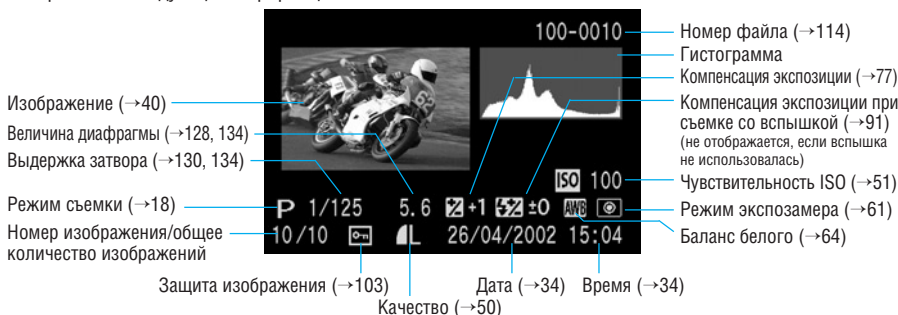 100-0010
Номер файла (→114)
Гистограмма
Компенсация экспозиции (→77)
Изображение (→40)
Компенсация экспозиции при
съемке со вспышкой (→91)
(не отображается, если вспышка
не использовалась)
Величина диафрагмы (→128, 134)
Выдержка затвора (→130, 134)
ISO 100
Чувствительность ISO (→51)
Режим съемки (→18)
P 1/125 5.6 +1 ±0 AWB
Режим экспозамера (→61)
Номер изображения/общее
количество изображений
10/10 L 26/04/2002 15:04
Баланс белого (→64)
Защита изображения (→103)
Дата (→34)
Время (→34)
Качество (→50)